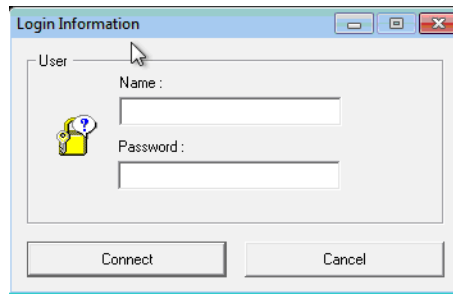 Login Information
User
Name :
Password :
Connect
Cancel